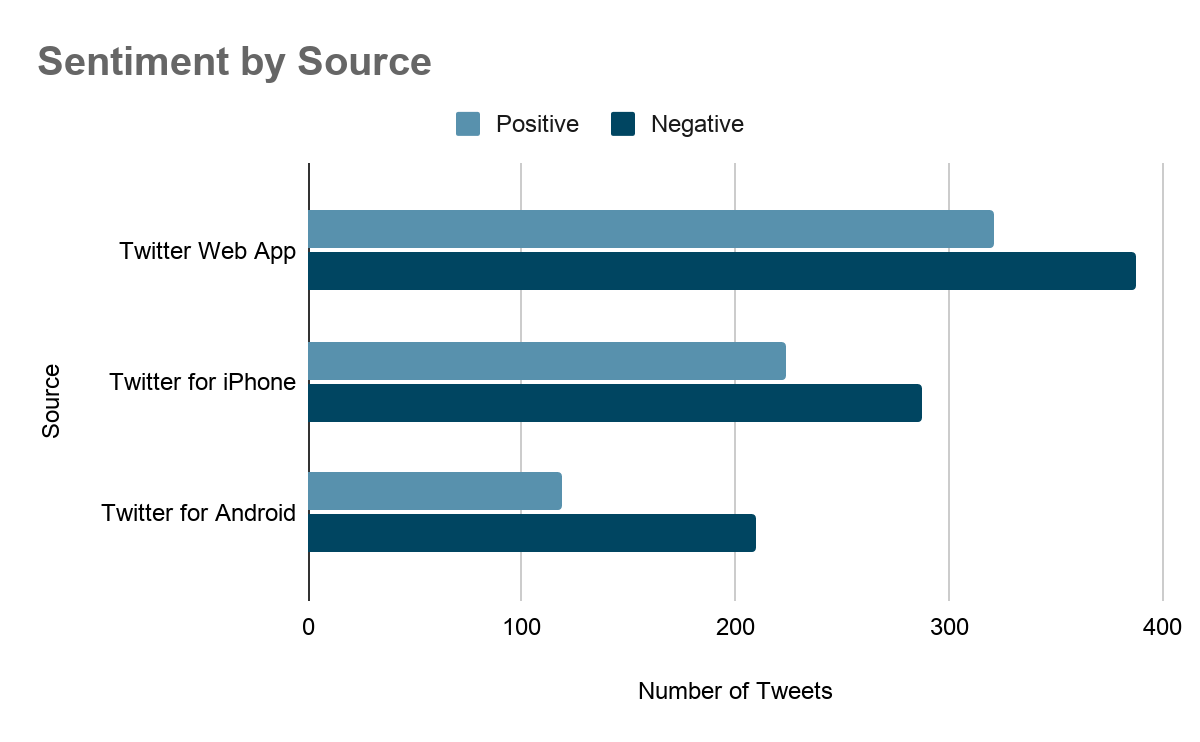 Sentiment by Source
Positive
Negative
Twitter Web App
Twitter for iPhone
Twitter for Android
Source
0 100 200 300 400
Number of Tweets